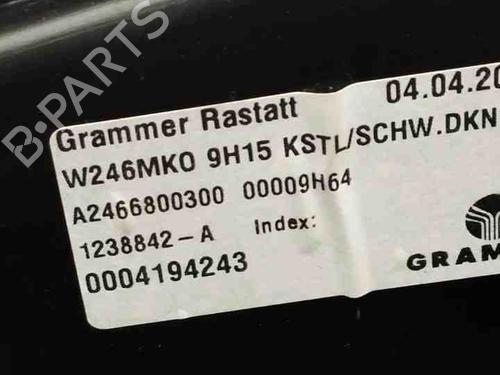 B-PARTS
Grammer Rastatt 04.04.20
W246MKO 9H15 KSTL/SCHW.DKN
A2466800300 00009H64
1238842-A Index:
0004194243
GRAM